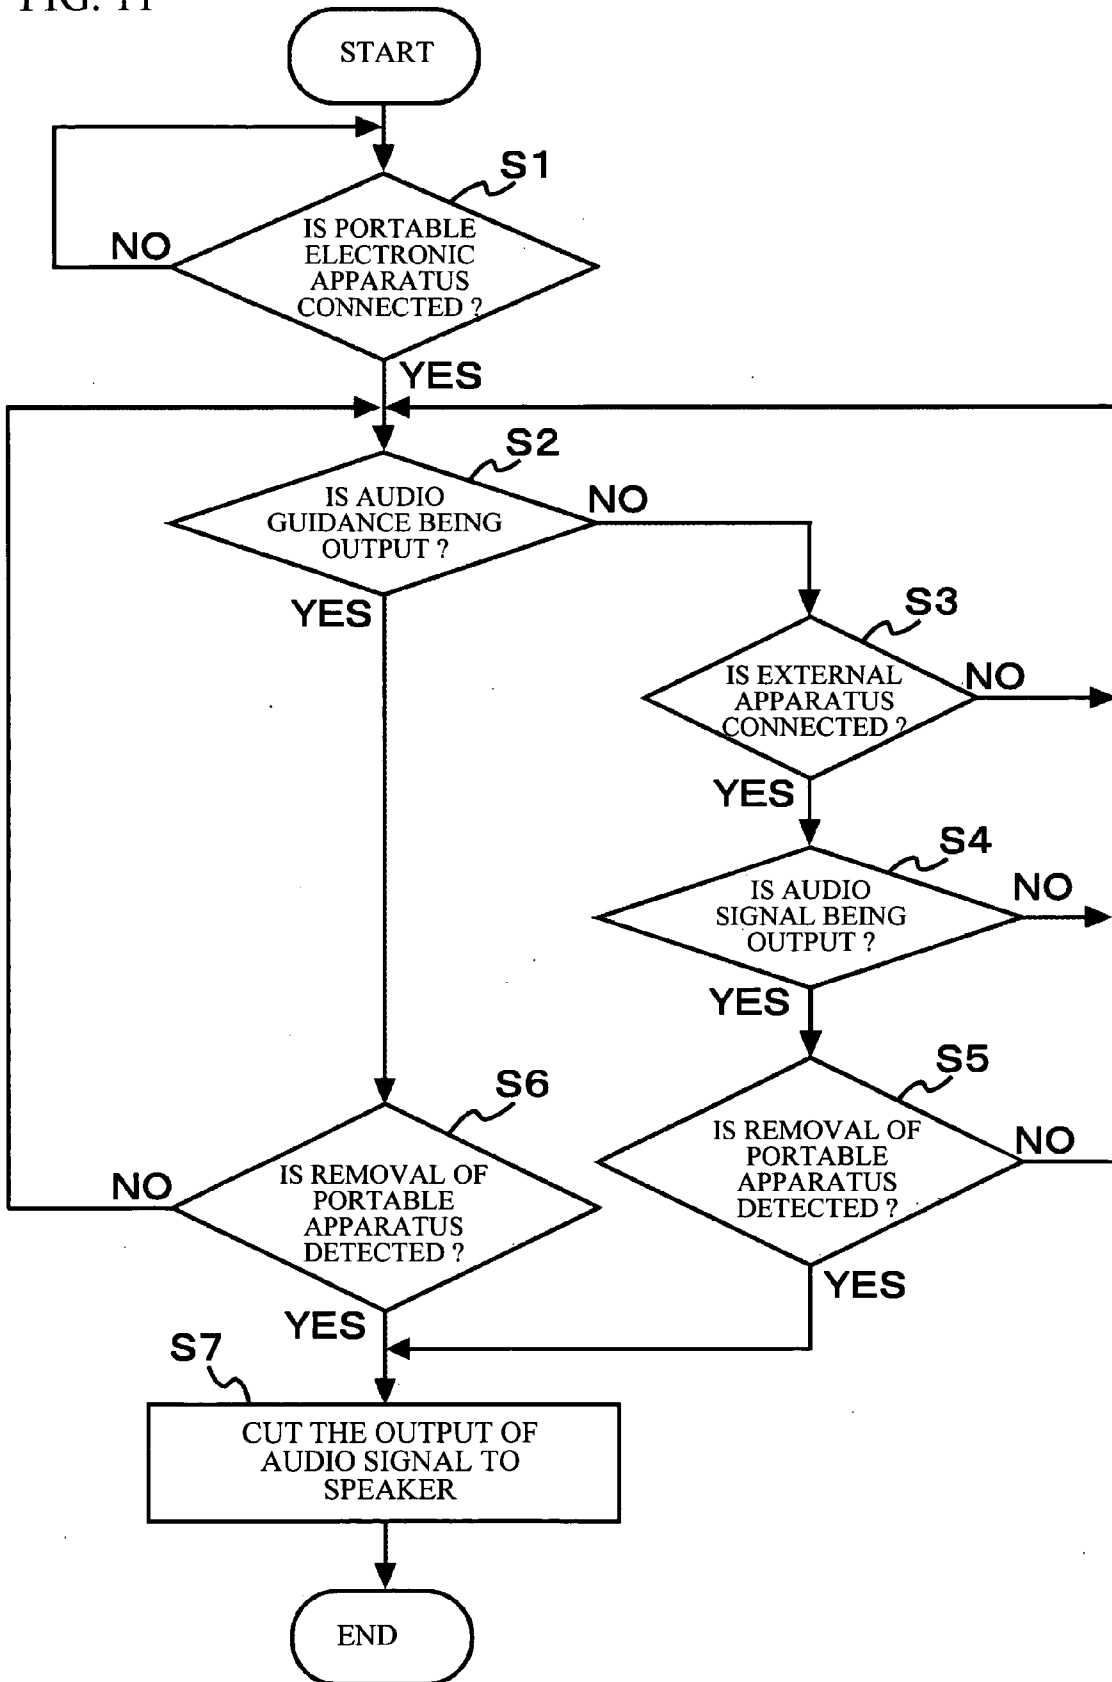 FIG. 11
START
S1
IS PORTABLE
ELECTRONIC
APPARATUS
CONNECTED ?
NO
YES
S2
IS AUDIO
GUIDANCE BEING
OUTPUT ?
NO
YES
S3
IS EXTERNAL
APPARATUS
CONNECTED ?
NO
YES
S4
IS AUDIO
SIGNAL BEING
OUTPUT ?
NO
YES
S5
IS REMOVAL OF
PORTABLE
APPARATUS
DETECTED ?
NO
YES
S6
IS REMOVAL OF
PORTABLE
APPARATUS
DETECTED ?
NO
YES
S7
CUT THE OUTPUT OF
AUDIO SIGNAL TO
SPEAKER
END